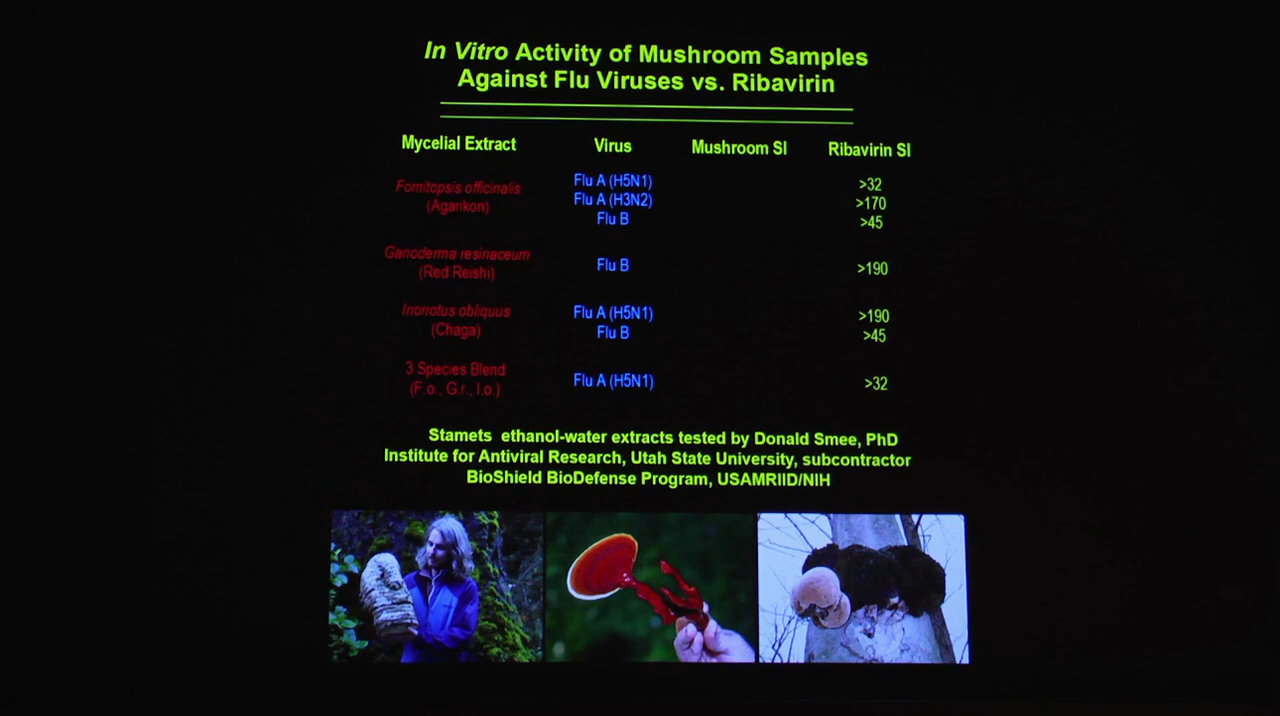 In Vitro Activity of Mushroom Samples
Against Flu Viruses vs. Ribavirin
Mycelial Extract Virus Mushroom SI Ribavirin SI
Fomitopsis officinalis
(Agarikon)
Flu A (H5N1) >32
Flu A (H3N2) >170
Flu B >45
Ganoderma resinaceum
(Red Reishi)
Flu B >190
Inonotus obliquus
(Chaga)
Flu A (H5N1) >190
Flu B >45
3 Species Blend
(F.o., G.r., I.o.)
Flu A (H5N1) >32
Stamets ethanol-water extracts tested by Donald Smee, PhD
Institute for Antiviral Research, Utah State University, subcontractor
BioShield BioDefense Program, USAMRIID/NIH